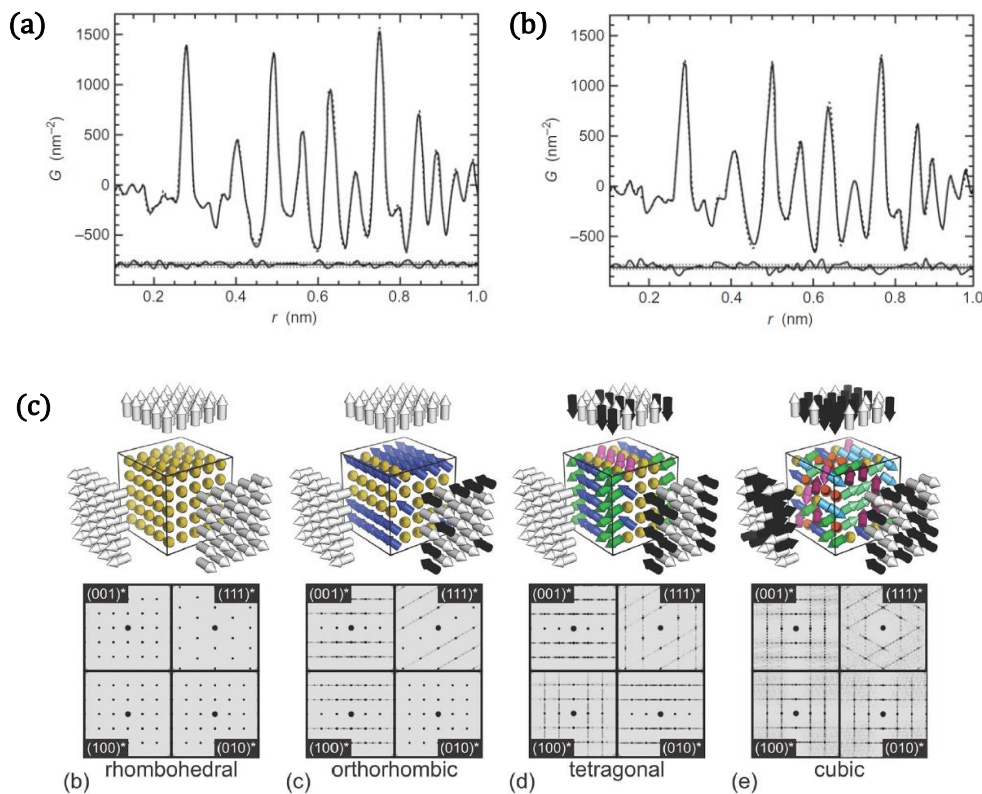 (a)
1500
1000
500
0
−500
G (nm−2)
0.2 0.4 0.6 0.8 1.0
r (nm)
(b)
1500
1000
500
0
−500
G (nm−2)
0.2 0.4 0.6 0.8 1.0
r (nm)
(c)
(001)* (111)*
(100)* (010)*
(b) rhombohedral
(001)* (111)*
(100)* (010)*
(c) orthorhombic
(001)* (111)*
(100)* (010)*
(d) tetragonal
(001)* (111)*
(100)* (010)*
(e) cubic